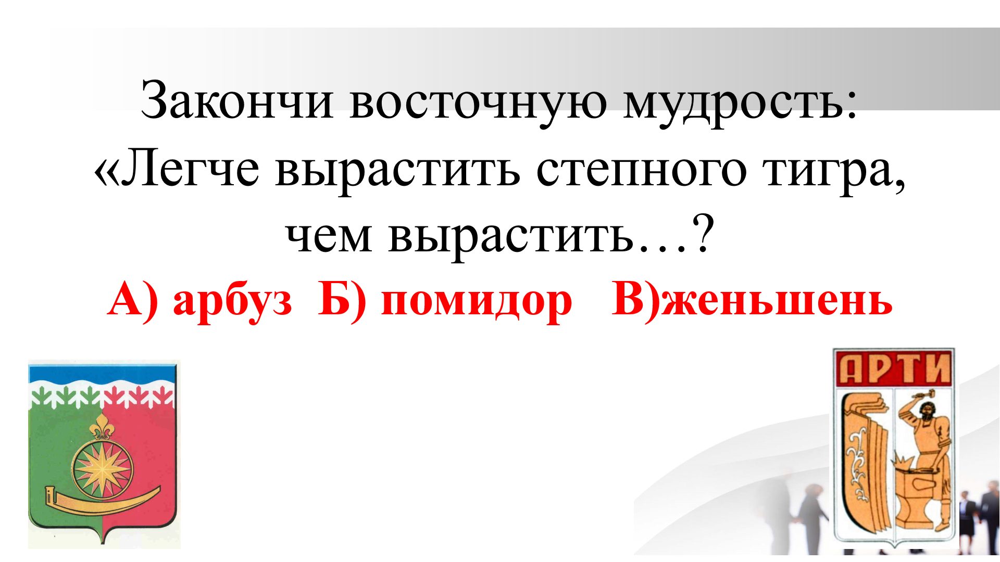 Закончи восточную мудрость:
«Легче вырастить степного тигра,
чем вырастить…?
А) арбуз Б) помидор В)женьшень
АРТИ